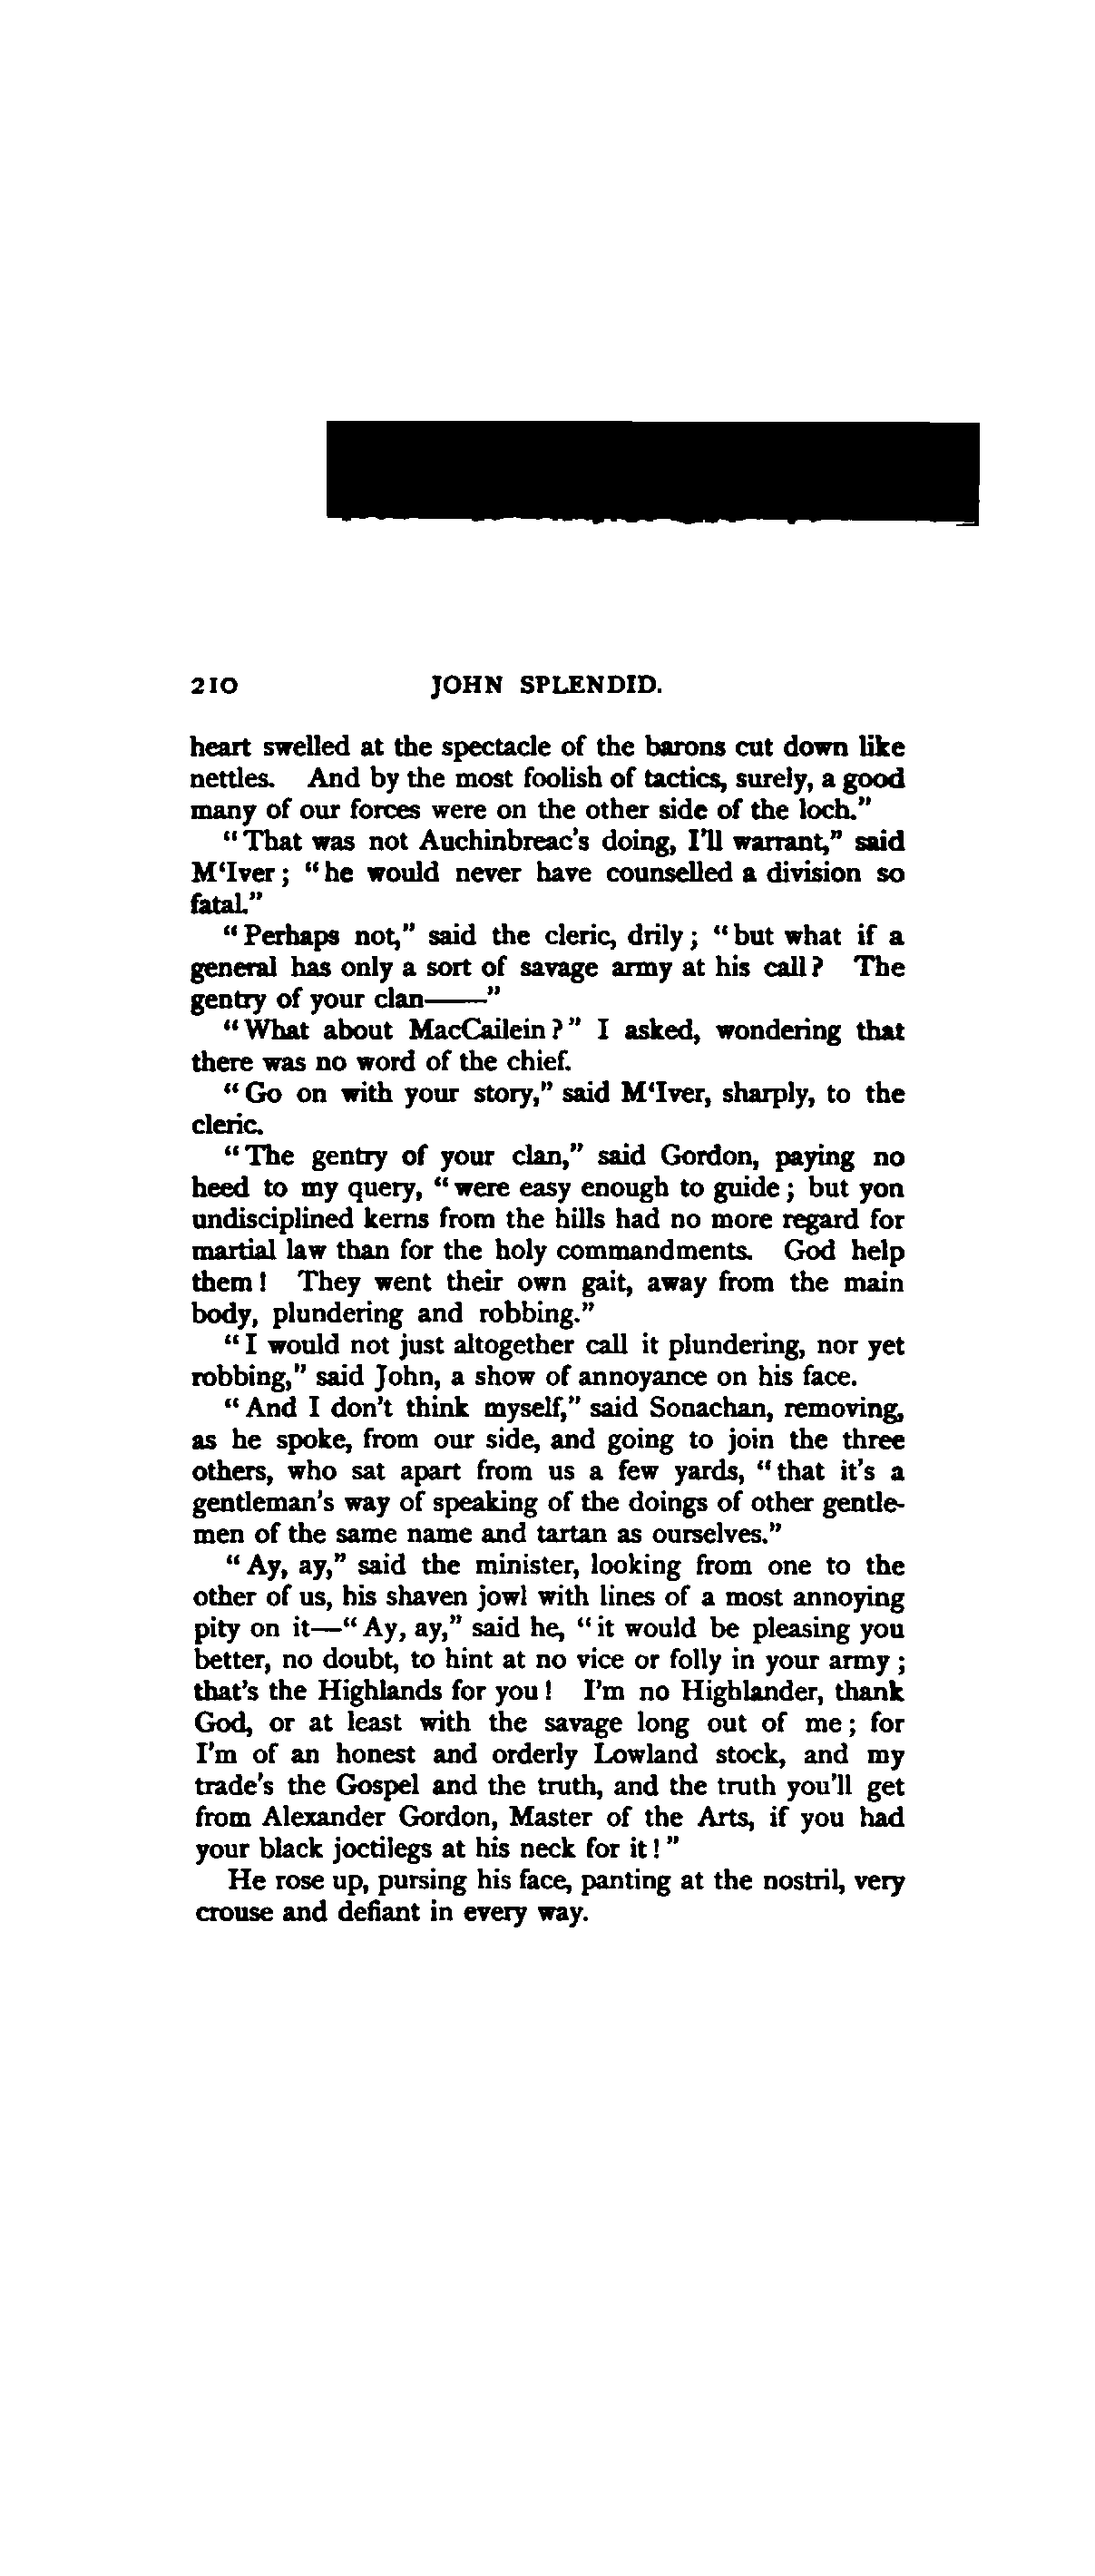 210 JOHN SPLENDID.
heart swelled at the spectacle of the barons cut down like
nettles. And by the most foolish of tactics, surely, a good
many of our forces were on the other side of the loch."
"That was not Auchinbreac's doing, I'll warrant," said
M'Iver; "he would never have counselled a division so
fatal."
"Perhaps not," said the cleric, drily; "but what if a
general has only a sort of savage army at his call? The
gentry of your clan——"
"What about MacCailein?" I asked, wondering that
there was no word of the chief.
"Go on with your story," said M'Iver, sharply, to the
cleric.
"The gentry of your clan," said Gordon, paying no
heed to my query, "were easy enough to guide; but yon
undisciplined kerns from the hills had no more regard for
martial law than for the holy commandments. God help
them! They went their own gait, away from the main
body, plundering and robbing."
"I would not just altogether call it plundering, nor yet
robbing," said John, a show of annoyance on his face.
"And I don't think myself," said Sonachan, removing,
as he spoke, from our side, and going to join the three
others, who sat apart from us a few yards, "that it's a
gentleman's way of speaking of the doings of other gentle-
men of the same name and tartan as ourselves."
"Ay, ay," said the minister, looking from one to the
other of us, his shaven jowl with lines of a most annoying
pity on it—"Ay, ay," said he, "it would be pleasing you
better, no doubt, to hint at no vice or folly in your army;
that's the Highlands for you! I'm no Highlander, thank
God, or at least with the savage long out of me; for
I'm of an honest and orderly Lowland stock, and my
trade's the Gospel and the truth, and the truth you'll get
from Alexander Gordon, Master of the Arts, if you had
your black joctilegs at his neck for it!"
He rose up, pursing his face, panting at the nostril, very
crouse and defiant in every way.